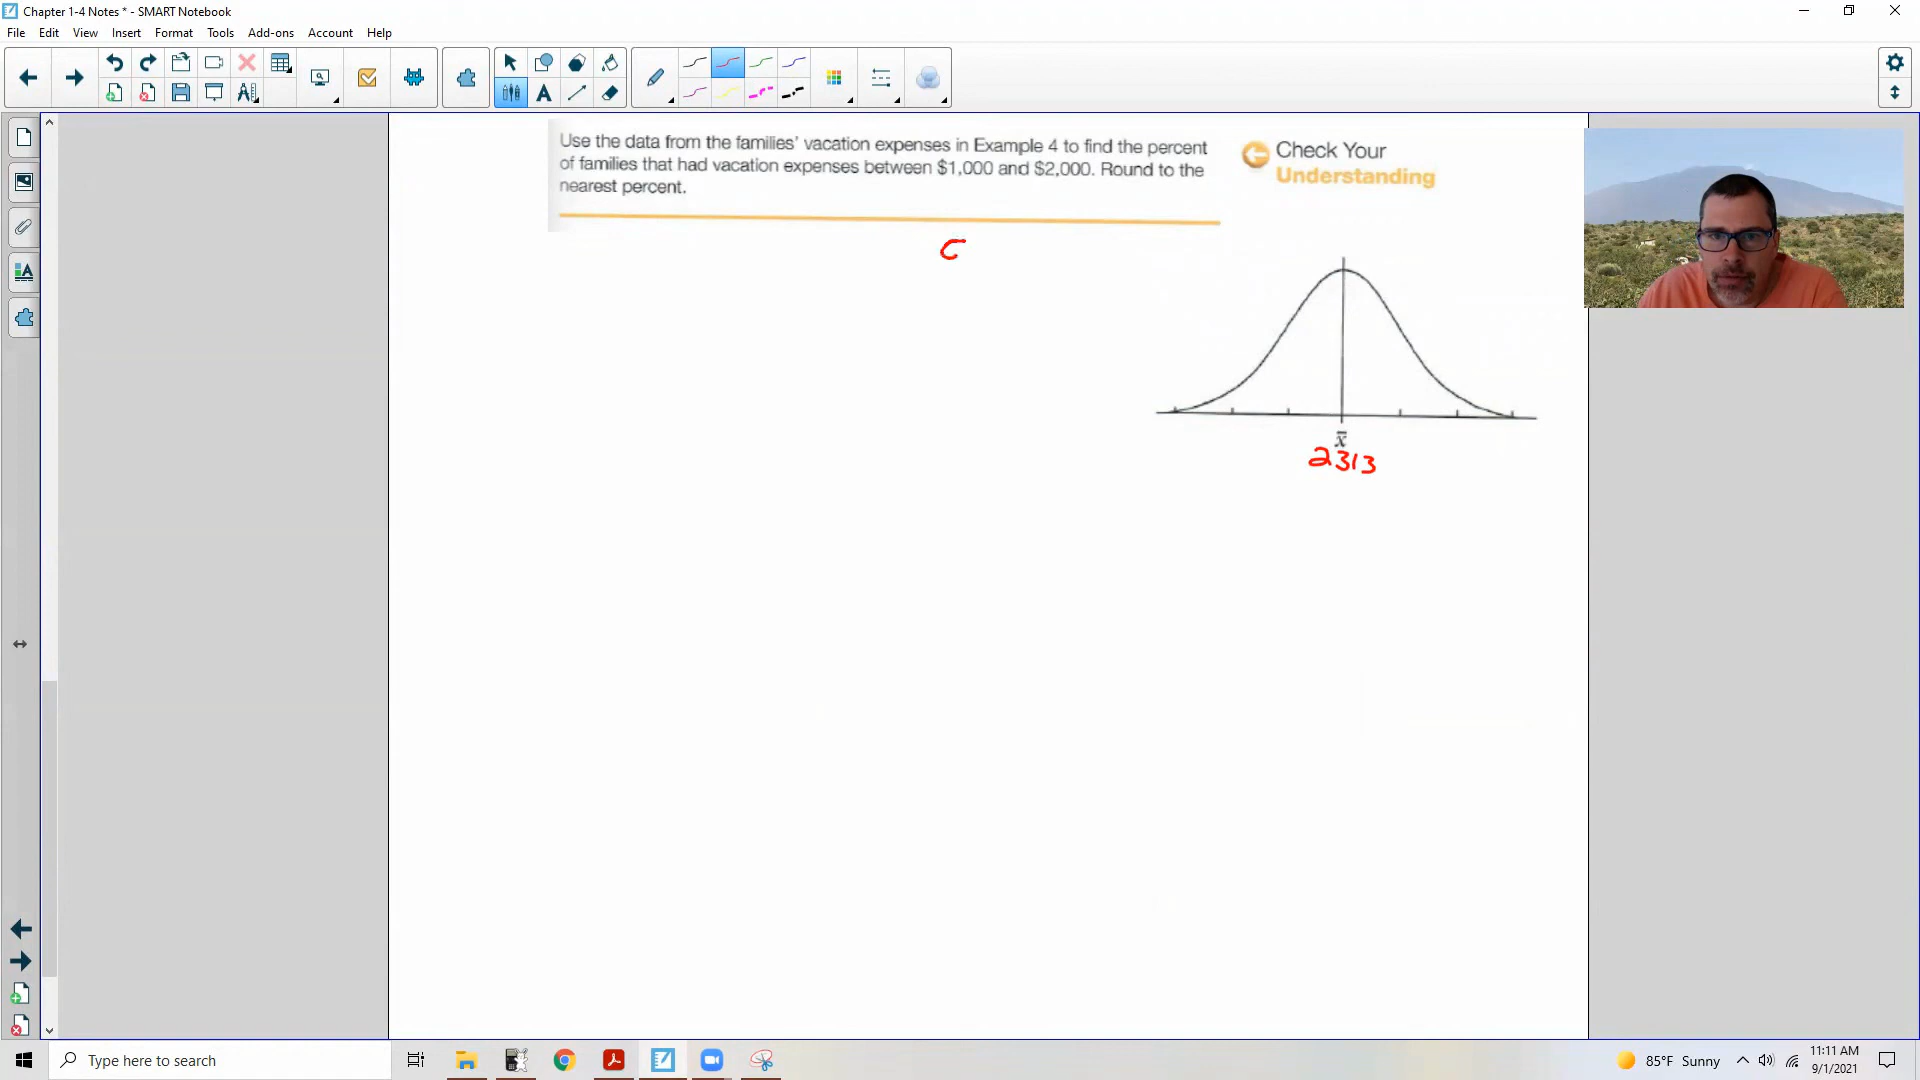 Chapter 1-4 Notes * - SMART Notebook
File Edit View Insert Format Tools Add-ons Account Help
Use the data from the families' vacation expenses in Example 4 to find the percent
of families that had vacation expenses between $1,000 and $2,000. Round to the
nearest percent.
Check Your
Understanding
x̄
2313
Type here to search
85°F Sunny
11:11 AM
9/1/2021